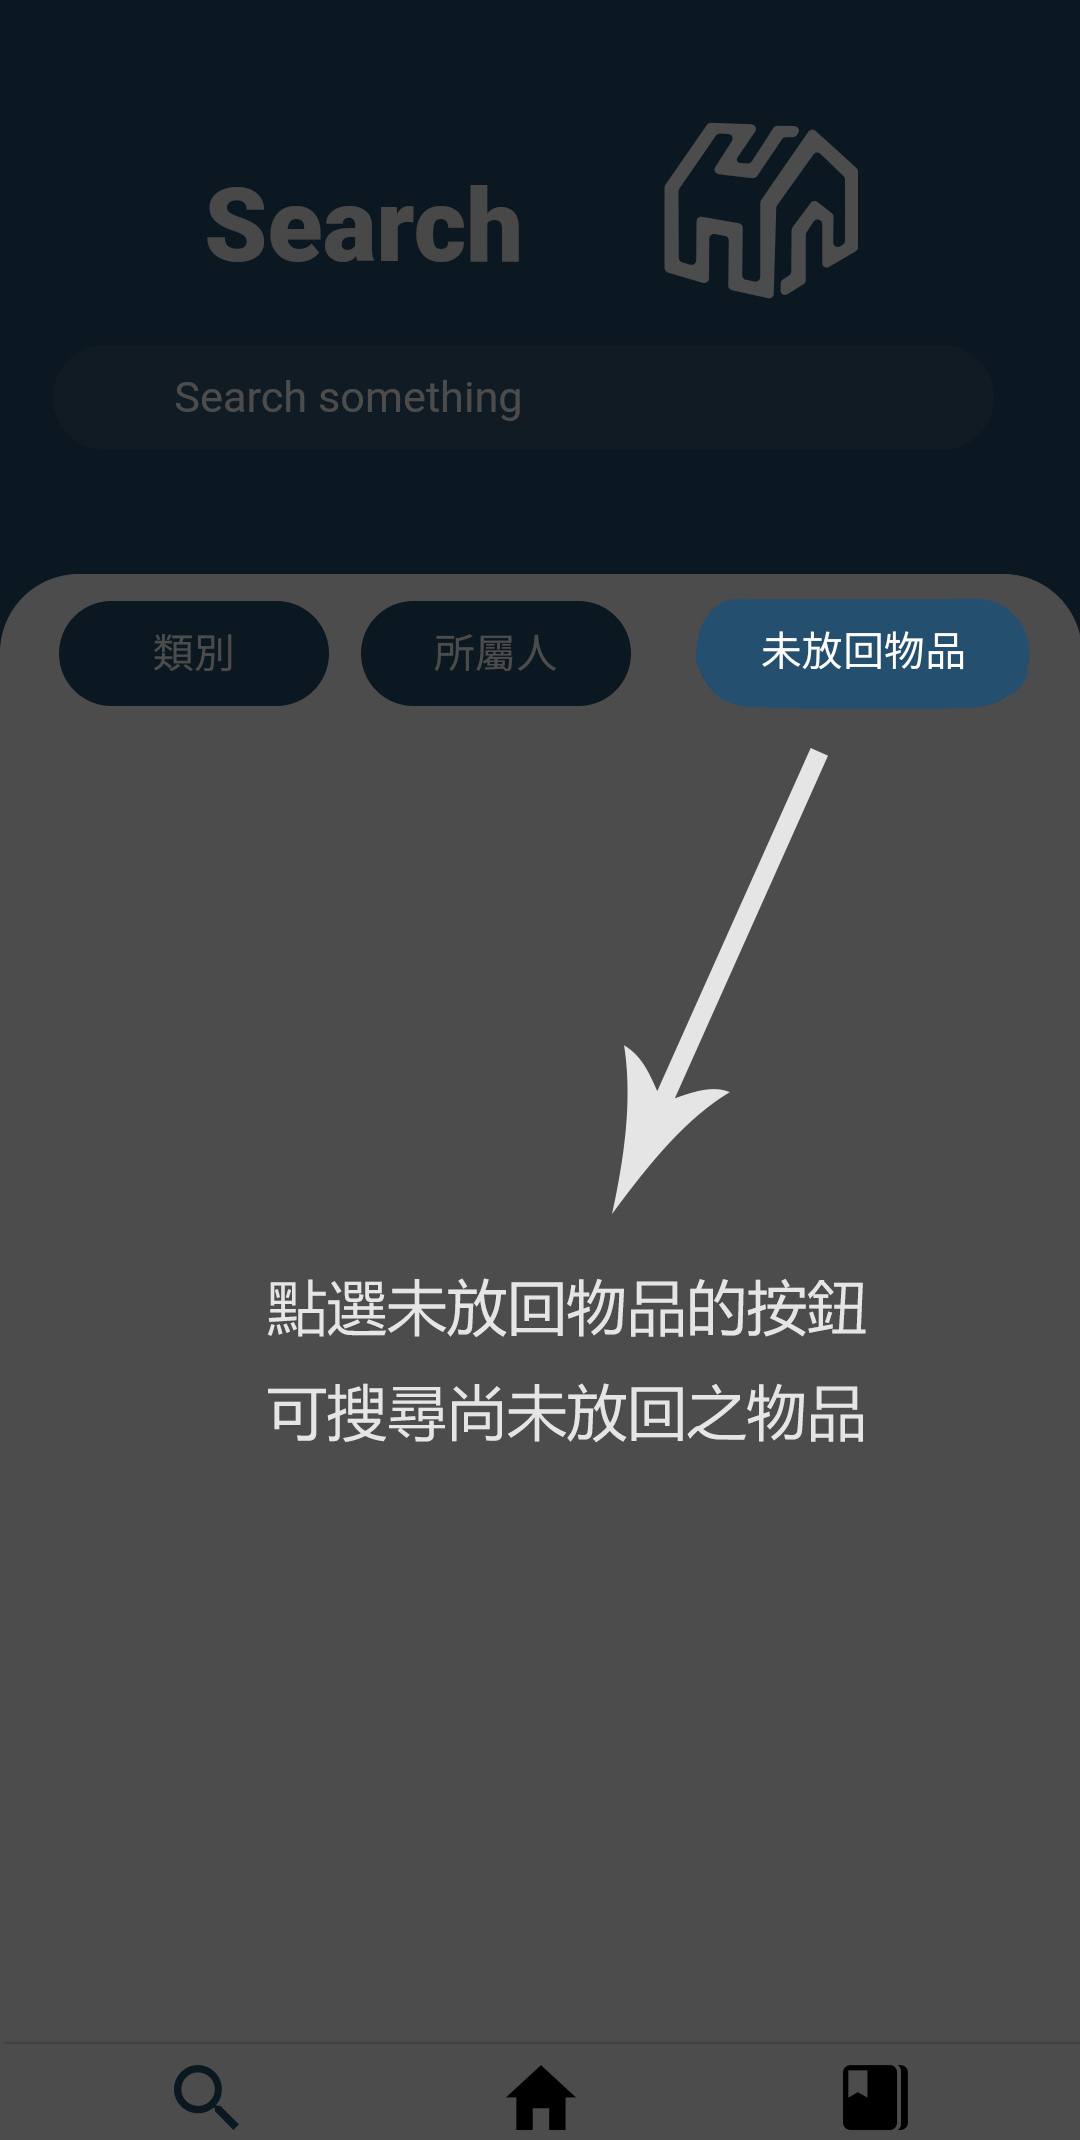 Search
Search something
類別
所屬人
未放回物品
點選未放回物品的按鈕
可搜尋尚未放回之物品